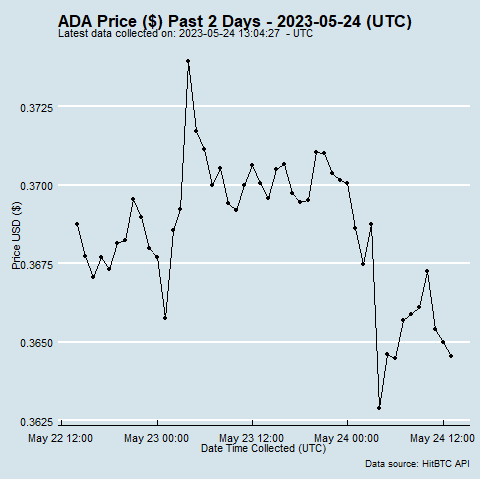 ADA Price ($) Past 2 Days - 2023-05-24 (UTC)
Latest data collected on: 2023-05-24 13:04:27 - UTC
Price USD ($)
0.3725
0.3700
0.3675
0.3650
0.3625
May 22 12:00 May 23 00:00 May 23 12:00 May 24 00:00 May 24 12:00
Date Time Collected (UTC)
Data source: HitBTC API